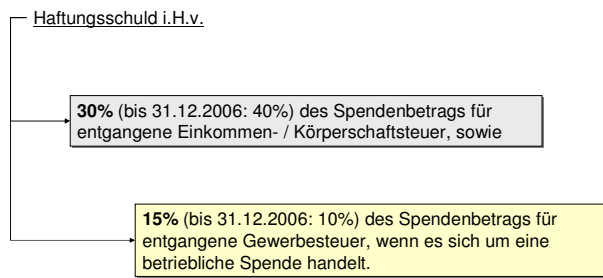 Haftungsschuld i.H.v.
30% (bis 31.12.2006: 40%) des Spendenbetrags für
entgangene Einkommen- / Körperschaftsteuer, sowie
15% (bis 31.12.2006: 10%) des Spendenbetrags für
entgangene Gewerbesteuer, wenn es sich um eine
betriebliche Spende handelt.